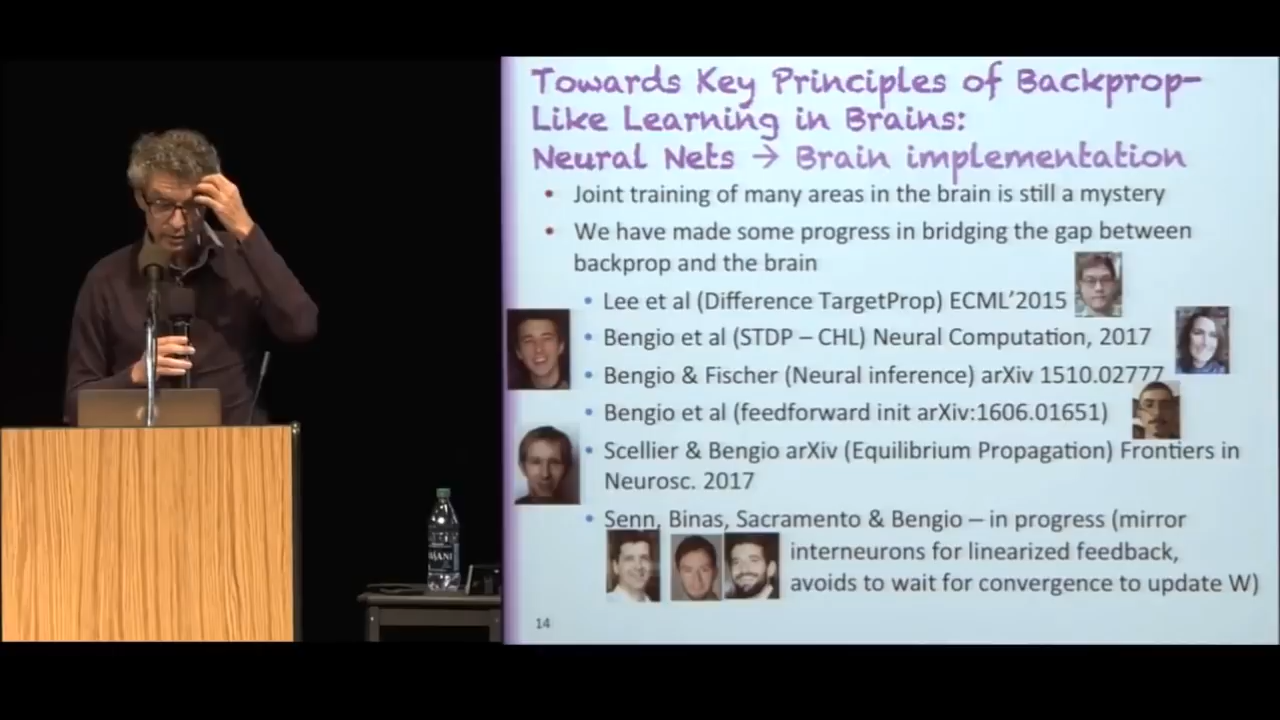 Towards Key Principles of Backprop-
Like Learning in Brains:
Neural Nets → Brain implementation
• Joint training of many areas in the brain is still a mystery
• We have made some progress in bridging the gap between
backprop and the brain
• Lee et al (Difference TargetProp) ECML'2015
• Bengio et al (STDP – CHL) Neural Computation, 2017
• Bengio & Fischer (Neural inference) arXiv 1510.02777
• Bengio et al (feedforward init arXiv:1606.01651)
• Scellier & Bengio arXiv (Equilibrium Propagation) Frontiers in
Neurosc. 2017
• Senn, Binas, Sacramento & Bengio – in progress (mirror
interneurons for linearized feedback,
avoids to wait for convergence to update W)
14